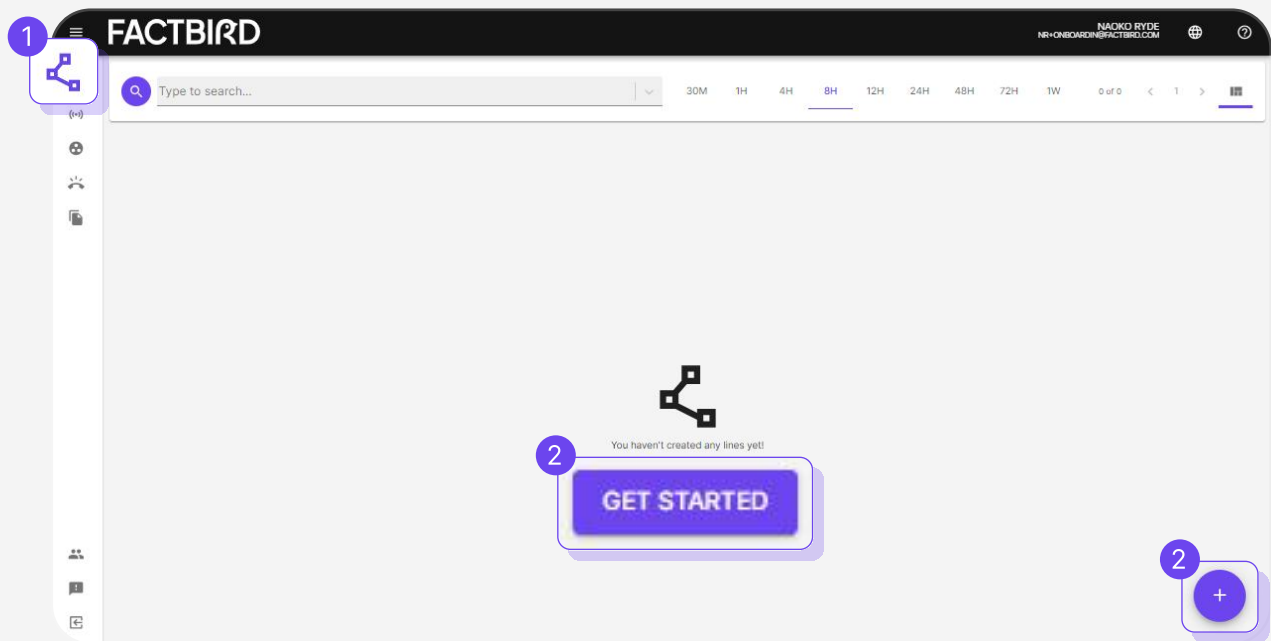 1
FACTBIRD
NAOKO RYDE
NR+ONBOARDIN@FACTBIRD.COM
Type to search...
30M 1H 4H 8H 12H 24H 48H 72H 1W 0 of 0 1
You haven't created any lines yet!
2
GET STARTED
2
+